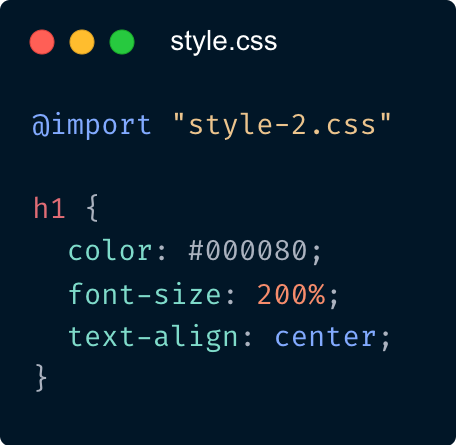 style.css
@import "style-2.css"
h1 {
  color: #000080;
  font-size: 200%;
  text-align: center;
}